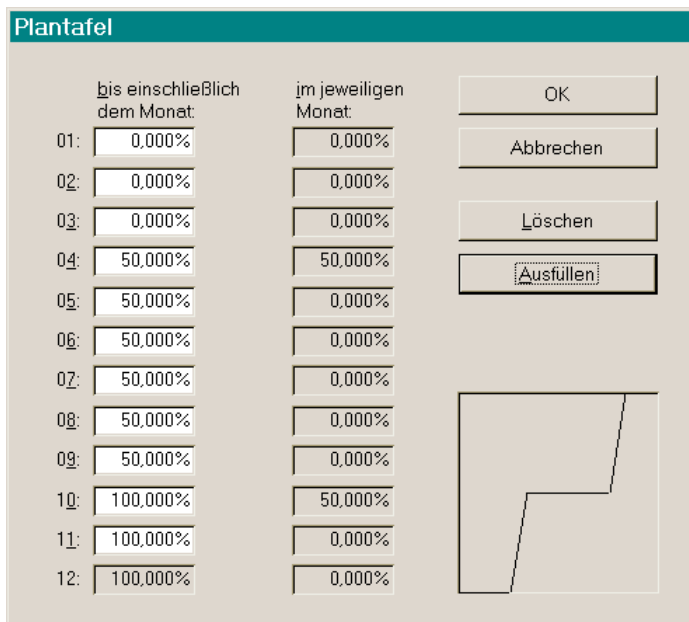 Plantafel
bis einschließlich
dem Monat:
im jeweiligen
Monat:
01: 0,000% 0,000%
02: 0,000% 0,000%
03: 0,000% 0,000%
04: 50,000% 50,000%
05: 50,000% 0,000%
06: 50,000% 0,000%
07: 50,000% 0,000%
08: 50,000% 0,000%
09: 50,000% 0,000%
10: 100,000% 50,000%
11: 100,000% 0,000%
12: 100,000% 0,000%
OK
Abbrechen
Löschen
Ausfüllen